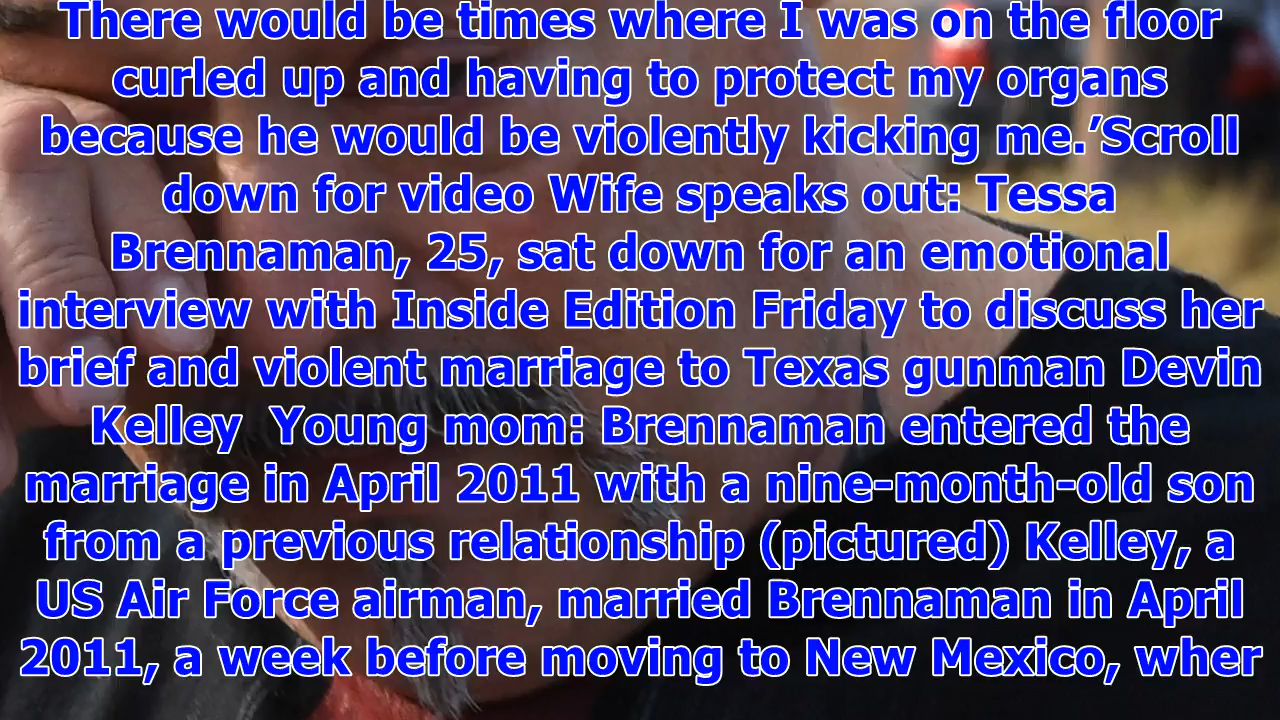 There would be times where I was on the floor
curled up and having to protect my organs
because he would be violently kicking me.’Scroll
down for video Wife speaks out: Tessa
Brennaman, 25, sat down for an emotional
interview with Inside Edition Friday to discuss her
brief and violent marriage to Texas gunman Devin
Kelley  Young mom: Brennaman entered the
marriage in April 2011 with a nine-month-old son
from a previous relationship (pictured) Kelley, a
US Air Force airman, married Brennaman in April
2011, a week before moving to New Mexico, wher